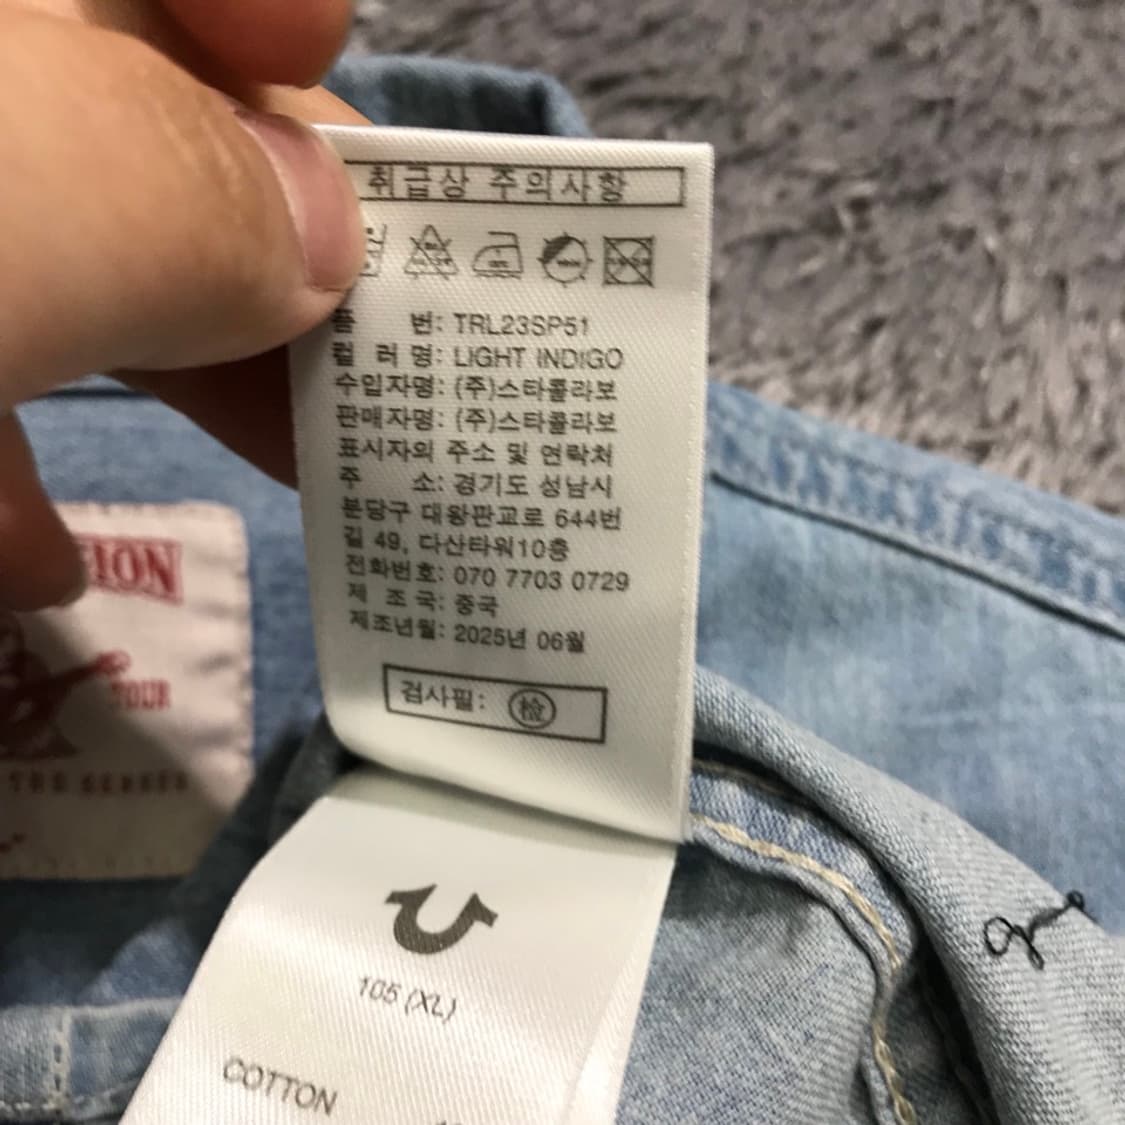 취급상 주의사항
품 번: TRL23SP51
컬 러 명: LIGHT INDIGO
수입자명: (주)스타콜라보
판매자명: (주)스타콜라보
표시자의 주소 및 연락처
주 소: 경기도 성남시
분당구 대왕판교로 644번
길 49, 다산타워10층
전화번호: 070 7703 0729
제 조 국: 중국
제조년월: 2025년 06월
검사필: 檢
105 (XL)
COTTON
TOUR